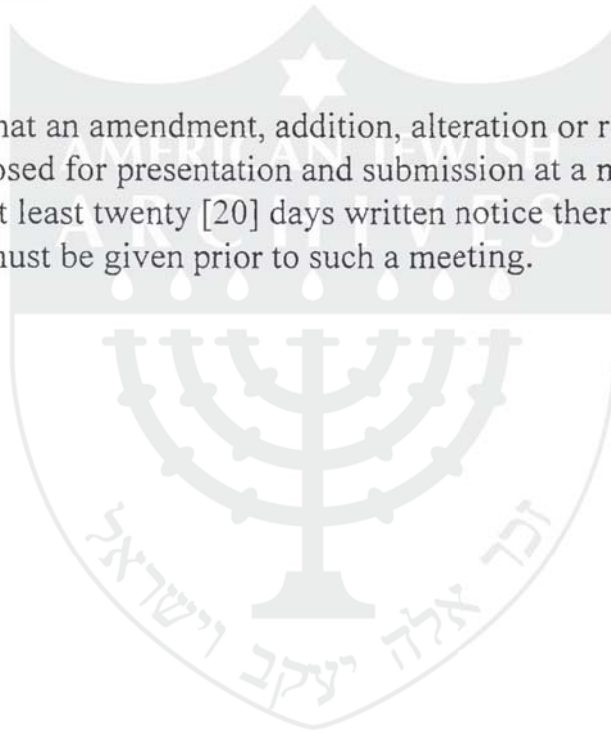 hat an amendment, addition, alteration or r
osed for presentation and submission at a m
t least twenty [20] days written notice ther
nust be given prior to such a meeting.
AMERICAN JEWISH
ARCHIVES
זכר אלה יעקב וישראל